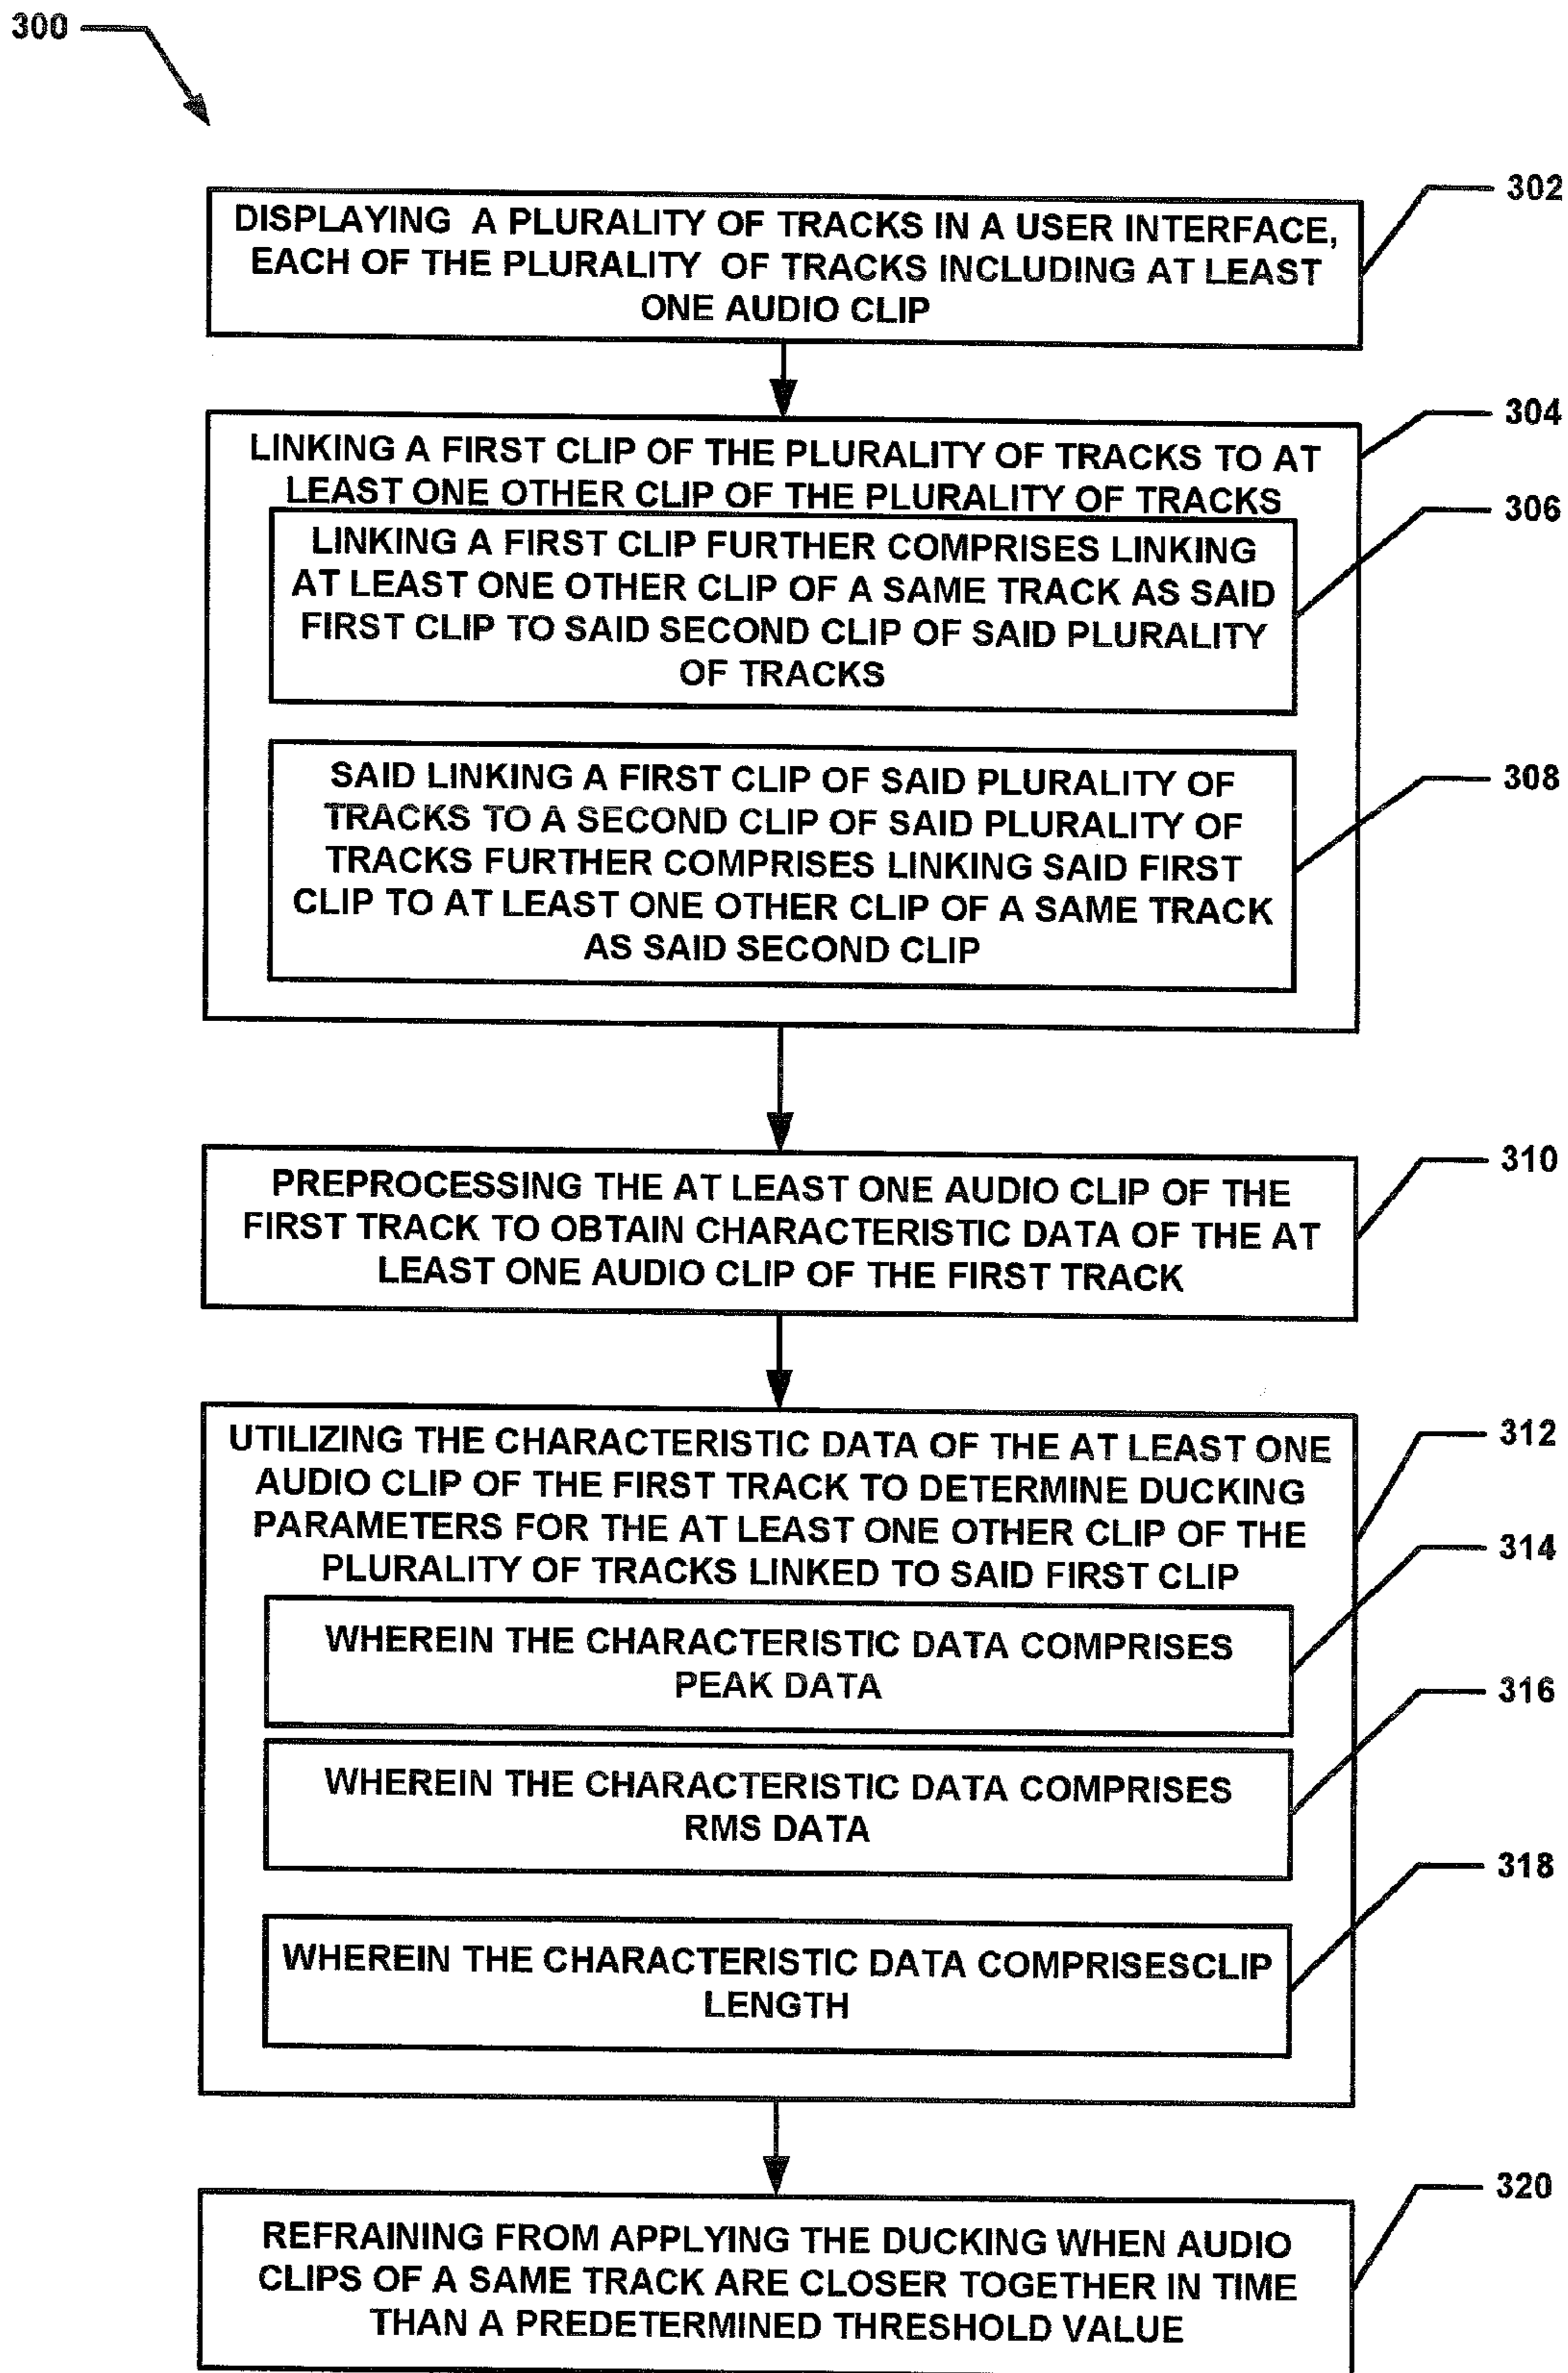 300
302
DISPLAYING A PLURALITY OF TRACKS IN A USER INTERFACE,
EACH OF THE PLURALITY OF TRACKS INCLUDING AT LEAST
ONE AUDIO CLIP
304
LINKING A FIRST CLIP OF THE PLURALITY OF TRACKS TO AT
LEAST ONE OTHER CLIP OF THE PLURALITY OF TRACKS
306
LINKING A FIRST CLIP FURTHER COMPRISES LINKING
AT LEAST ONE OTHER CLIP OF A SAME TRACK AS SAID
FIRST CLIP TO SAID SECOND CLIP OF SAID PLURALITY
OF TRACKS
308
SAID LINKING A FIRST CLIP OF SAID PLURALITY OF
TRACKS TO A SECOND CLIP OF SAID PLURALITY OF
TRACKS FURTHER COMPRISES LINKING SAID FIRST
CLIP TO AT LEAST ONE OTHER CLIP OF A SAME TRACK
AS SAID SECOND CLIP
310
PREPROCESSING THE AT LEAST ONE AUDIO CLIP OF THE
FIRST TRACK TO OBTAIN CHARACTERISTIC DATA OF THE AT
LEAST ONE AUDIO CLIP OF THE FIRST TRACK
312
UTILIZING THE CHARACTERISTIC DATA OF THE AT LEAST ONE
AUDIO CLIP OF THE FIRST TRACK TO DETERMINE DUCKING
PARAMETERS FOR THE AT LEAST ONE OTHER CLIP OF THE
PLURALITY OF TRACKS LINKED TO SAID FIRST CLIP
314
WHEREIN THE CHARACTERISTIC DATA COMPRISES
PEAK DATA
316
WHEREIN THE CHARACTERISTIC DATA COMPRISES
RMS DATA
318
WHEREIN THE CHARACTERISTIC DATA COMPRISESCLIP
LENGTH
320
REFRAINING FROM APPLYING THE DUCKING WHEN AUDIO
CLIPS OF A SAME TRACK ARE CLOSER TOGETHER IN TIME
THAN A PREDETERMINED THRESHOLD VALUE